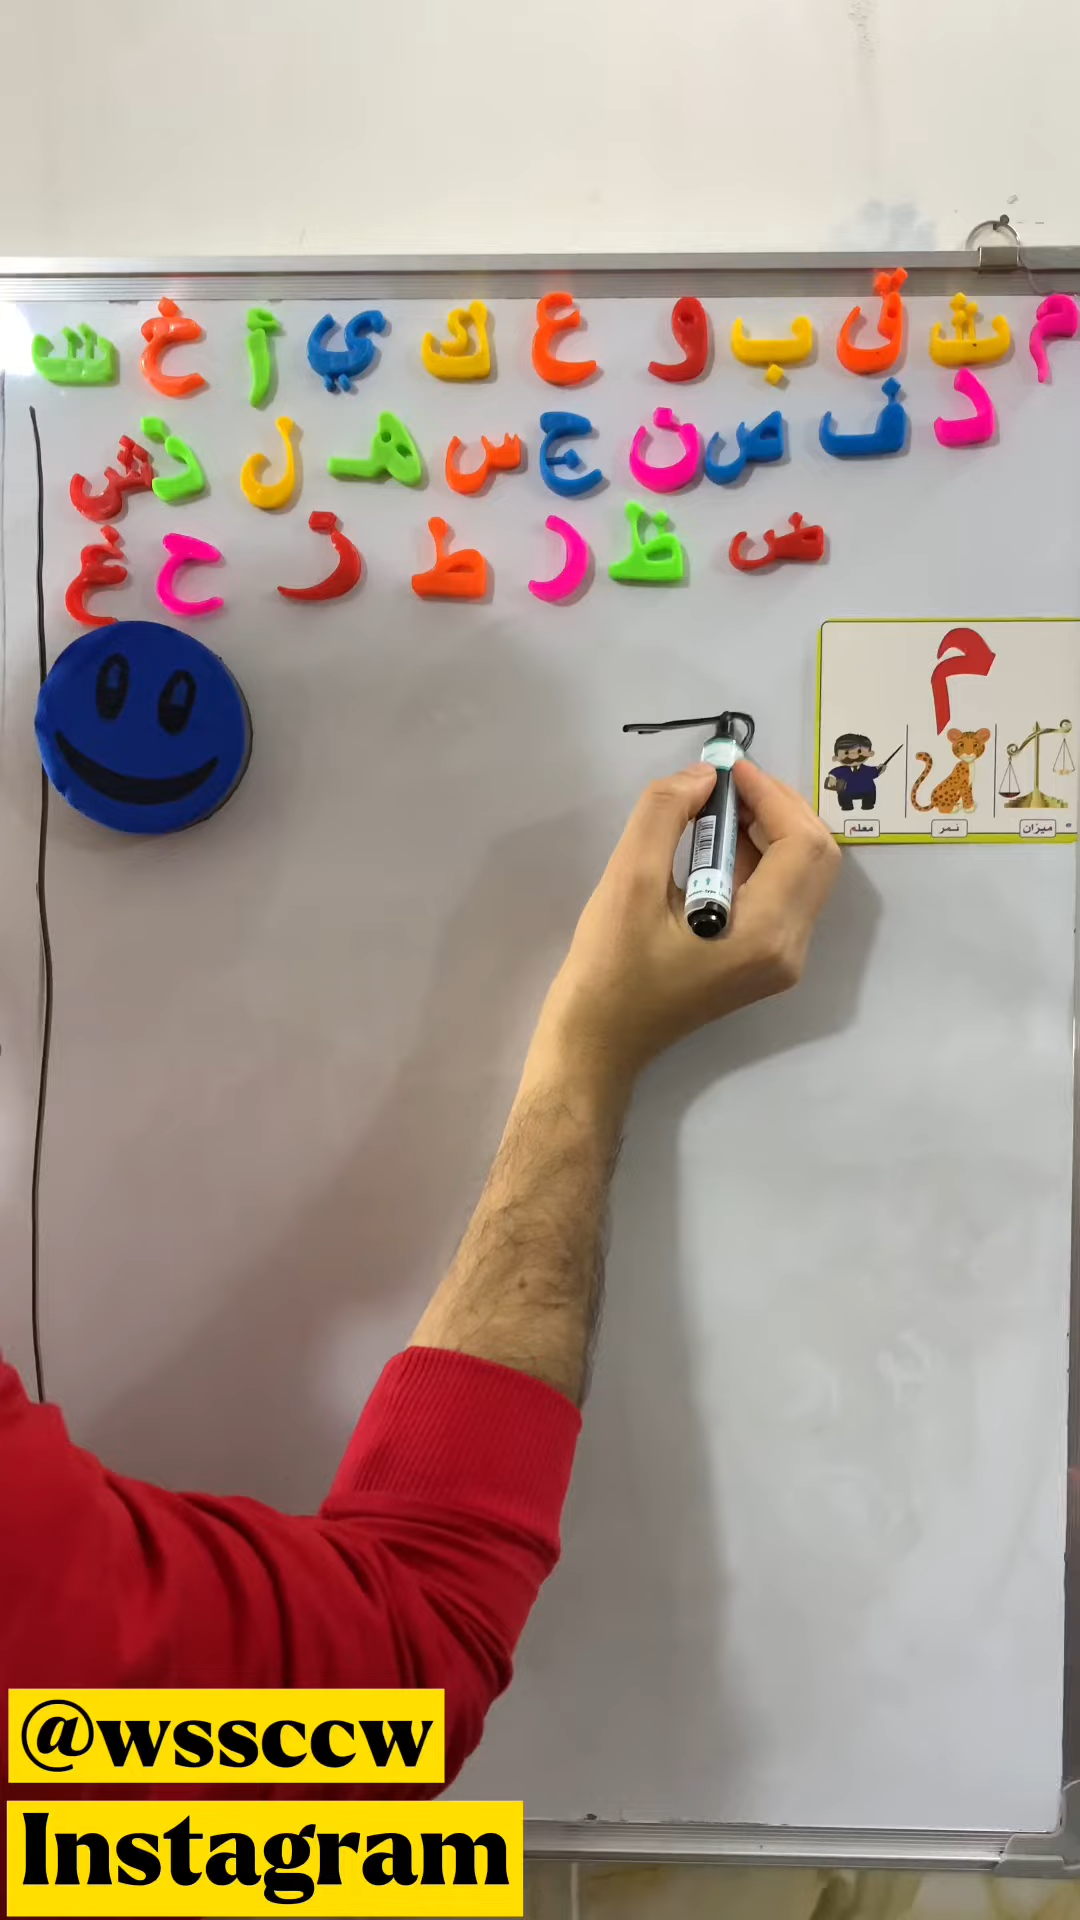 م ث ق ب و ع ك ي أ خ ت
د ف ص ن ج س هـ ل ذ ش
ض ظ ر ط ز ح غ
م
ميزان نمر معلم
@wssccw
Instagram